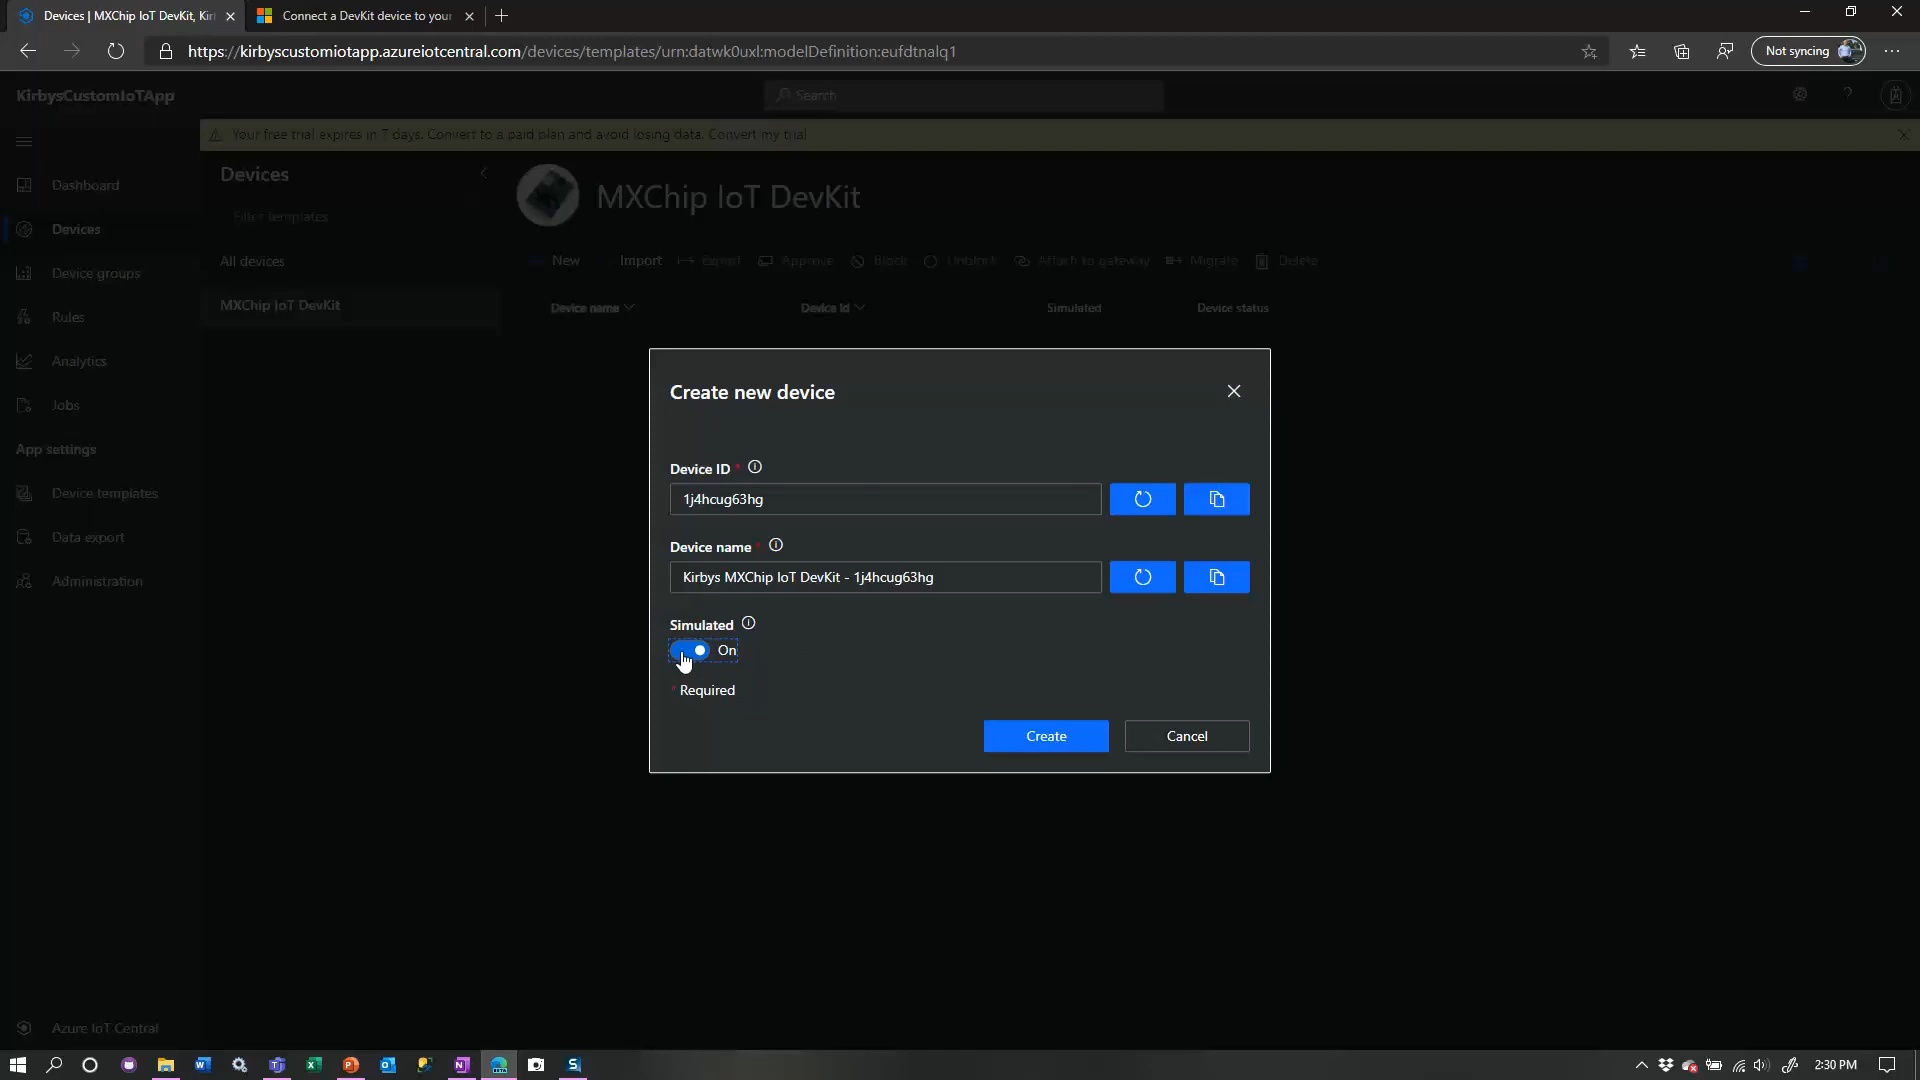 Devices | MXChip IoT DevKit, Kir
Connect a DevKit device to your
https://kirbyscustomiotapp.azureiotcentral.com/devices/templates/urn:datwk0uxl:modelDefinition:eufdtnalq1
Not syncing
KirbysCustomIoTApp
Search
Your free trial expires in 7 days. Convert to a paid plan and avoid losing data. Convert my trial
Dashboard
Devices
Device groups
Rules
Analytics
Jobs
App settings
Device templates
Data export
Administration
Azure IoT Central
Devices
Filter templates
All devices
MXChip IoT DevKit
MXChip IoT DevKit
New Import Export Approve Block Unblock Attach to gateway Migrate Delete
Device name Device Id Simulated Device status
Create new device
Device ID *
1j4hcug63hg
Device name *
Kirbys MXChip IoT DevKit - 1j4hcug63hg
Simulated
On
* Required
Create Cancel
2:30 PM